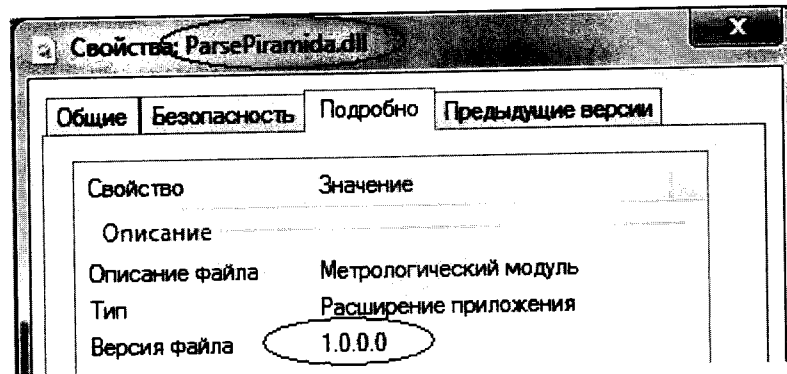 Свойства: ParsePiramida.dll
X
Общие Безопасность Подробно Предыдущие версии
Свойство Значение
Описание
Описание файла Метрологический модуль
Тип Расширение приложения
Версия файла 1.0.0.0